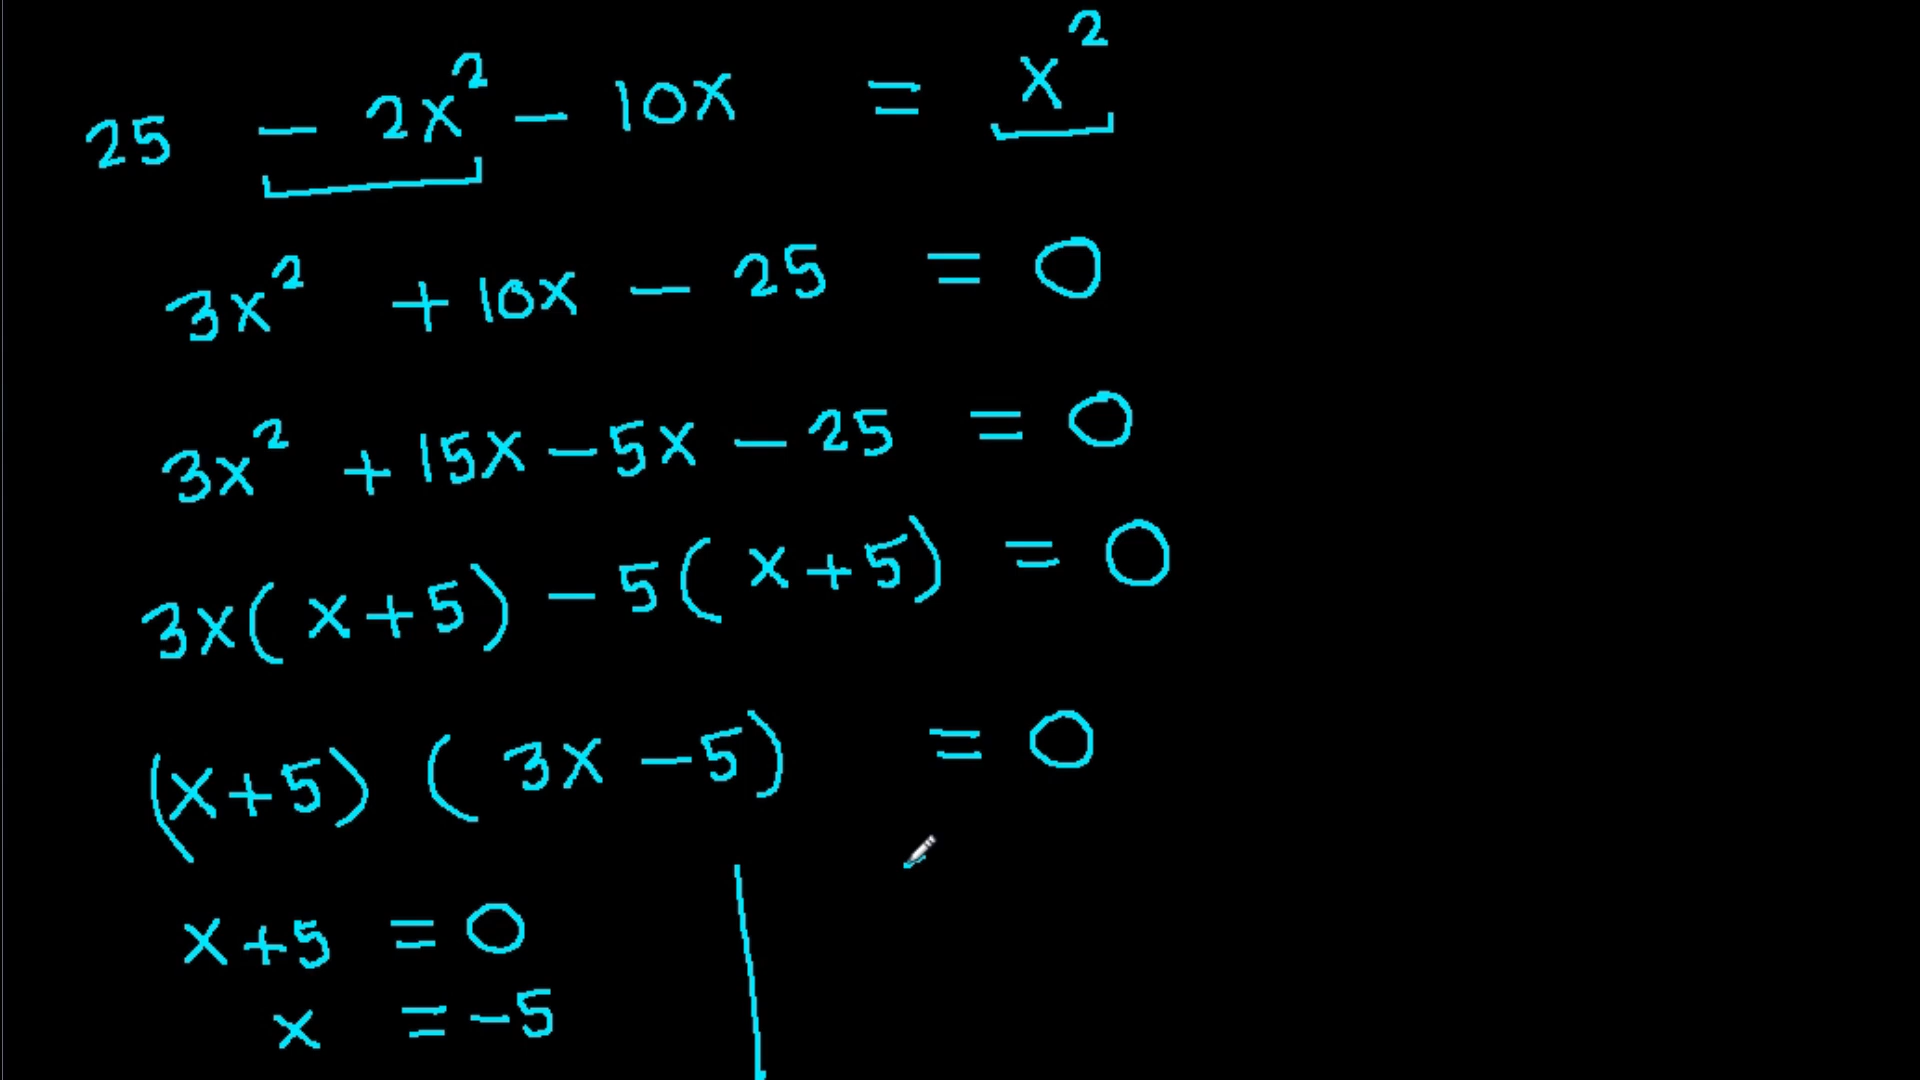 25 − 2x² − 10x = x²
3x² + 10x − 25 = 0
3x² + 15x − 5x − 25 = 0
3x(x+5) − 5(x+5) = 0
(x+5) (3x − 5) = 0
x+5 = 0
x = −5